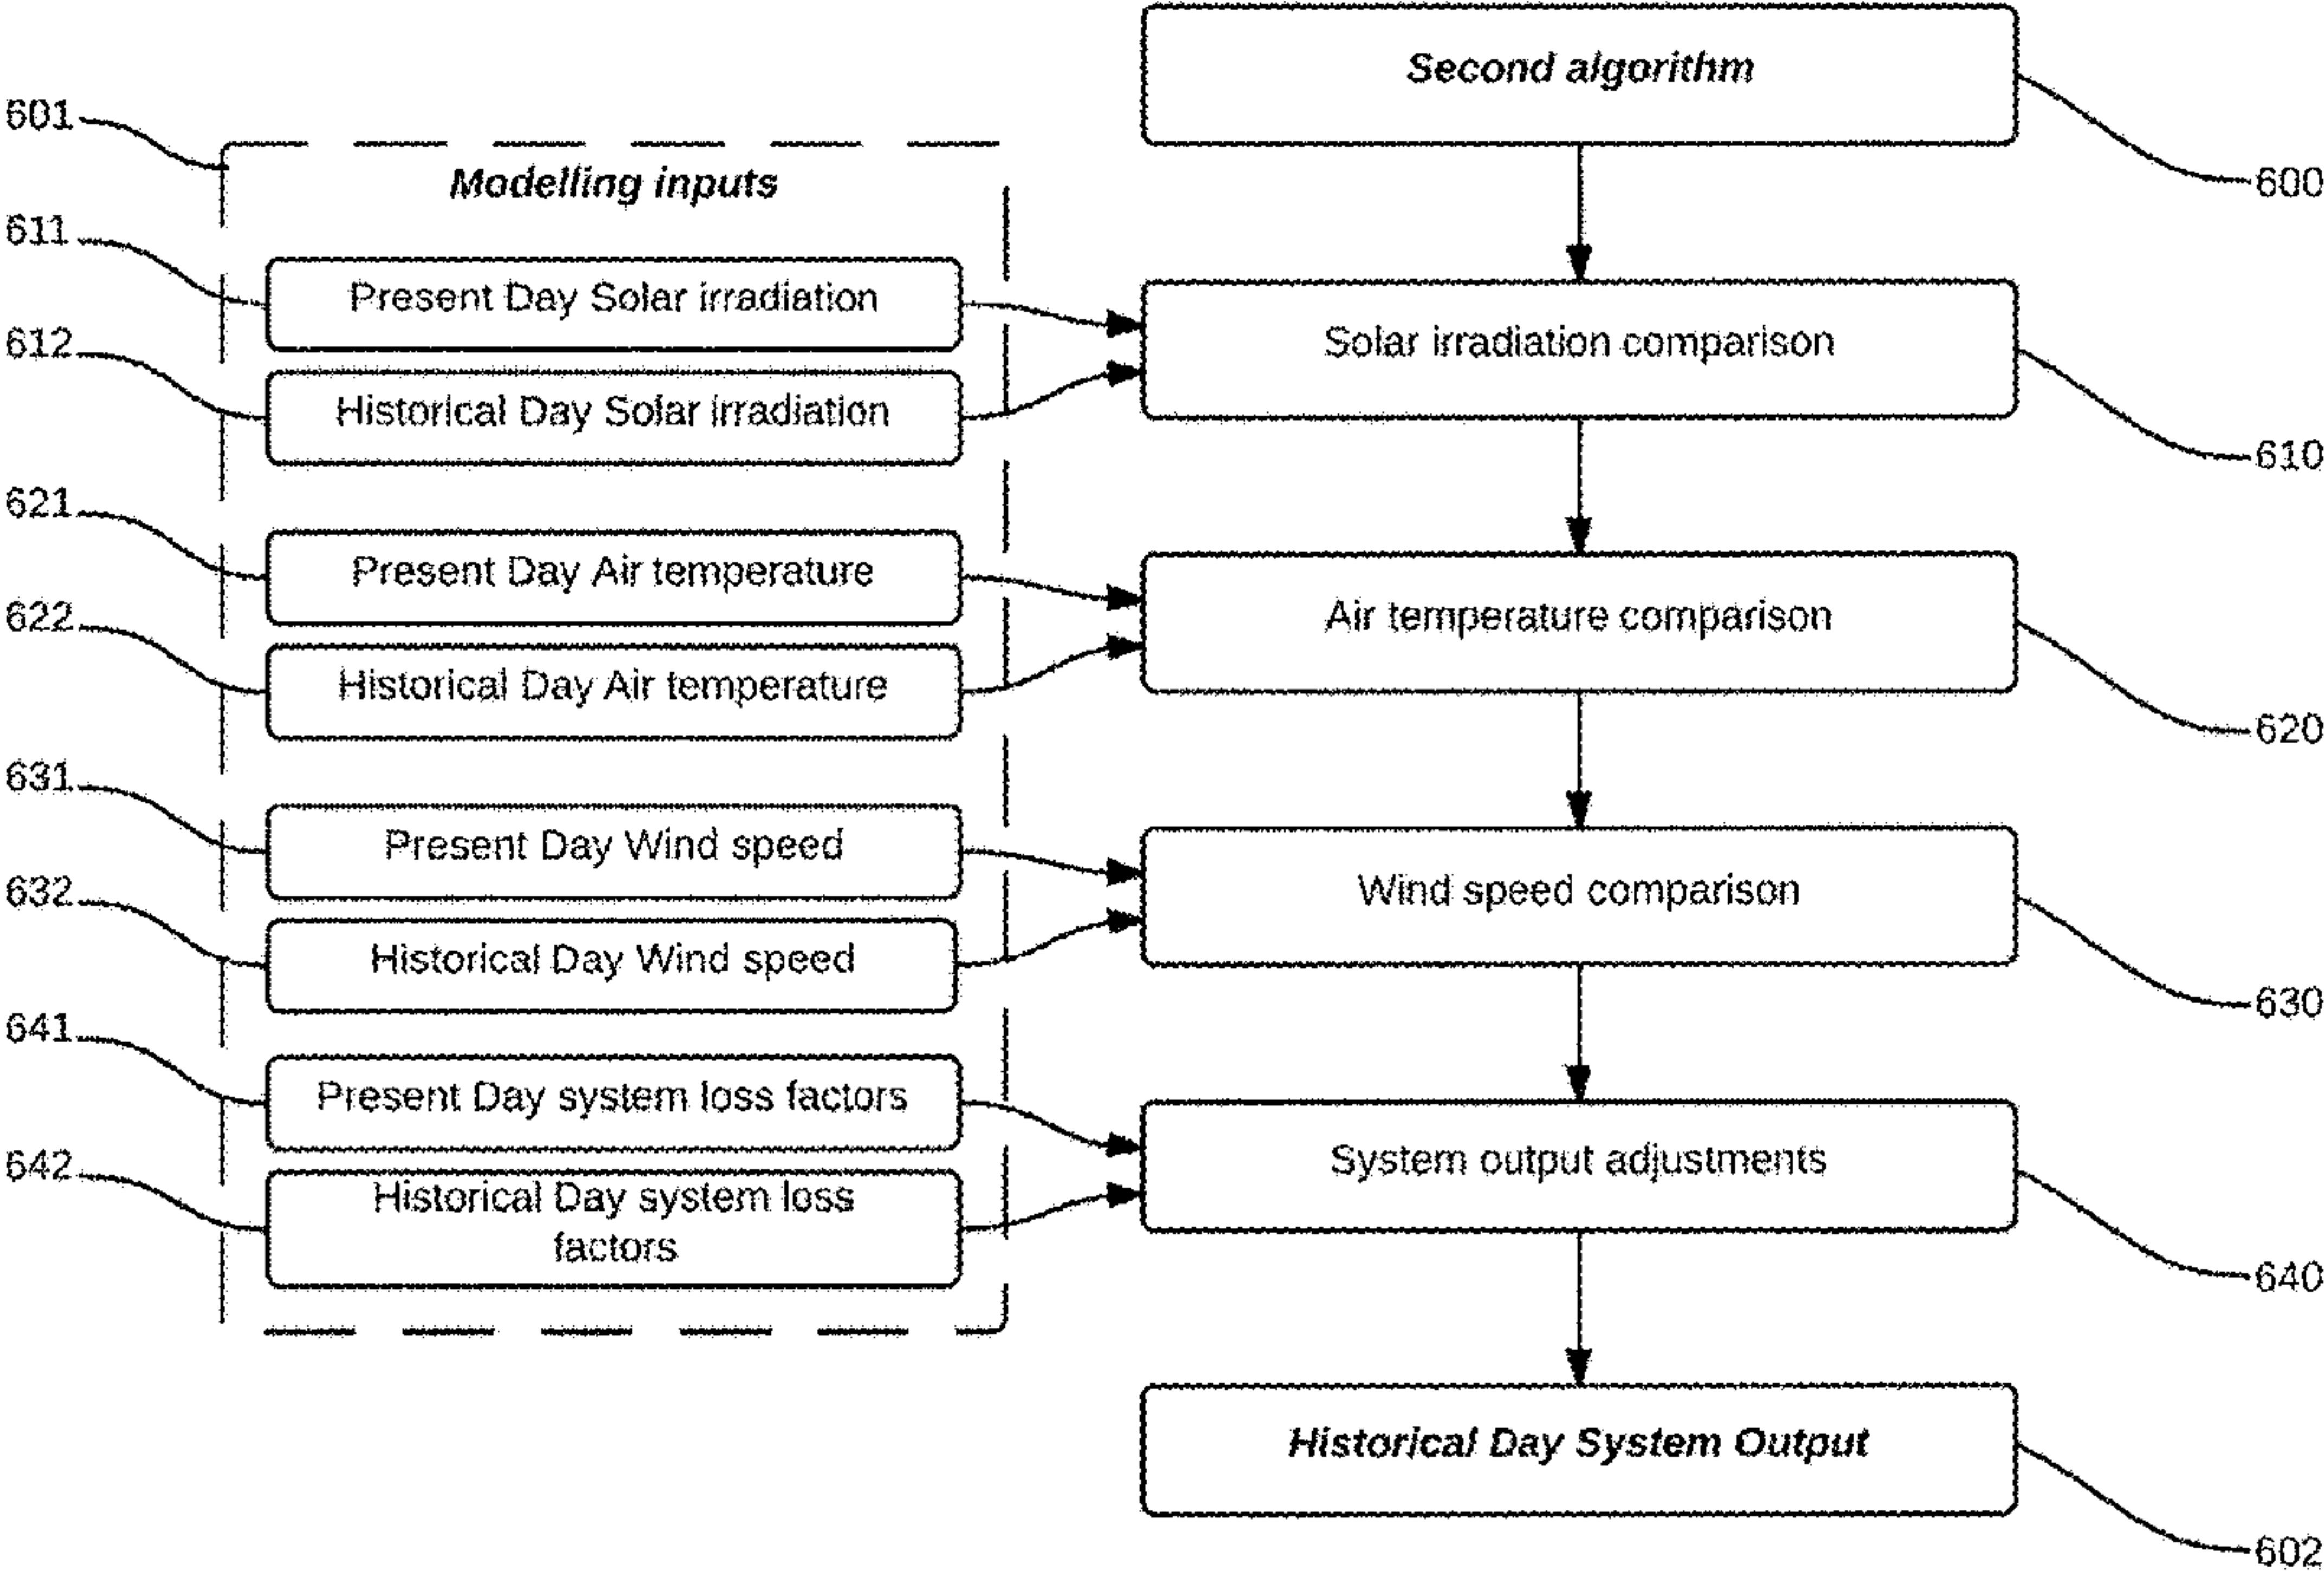 Second algorithm
600
601
Modelling inputs
611
Present Day Solar irradiation
612
Historical Day Solar irradiation
Solar irradiation comparison
610
621
Present Day Air temperature
622
Historical Day Air temperature
Air temperature comparison
620
631
Present Day Wind speed
632
Historical Day Wind speed
Wind speed comparison
630
641
Present Day system loss factors
642
Historical Day system loss
factors
System output adjustments
640
Historical Day System Output
602